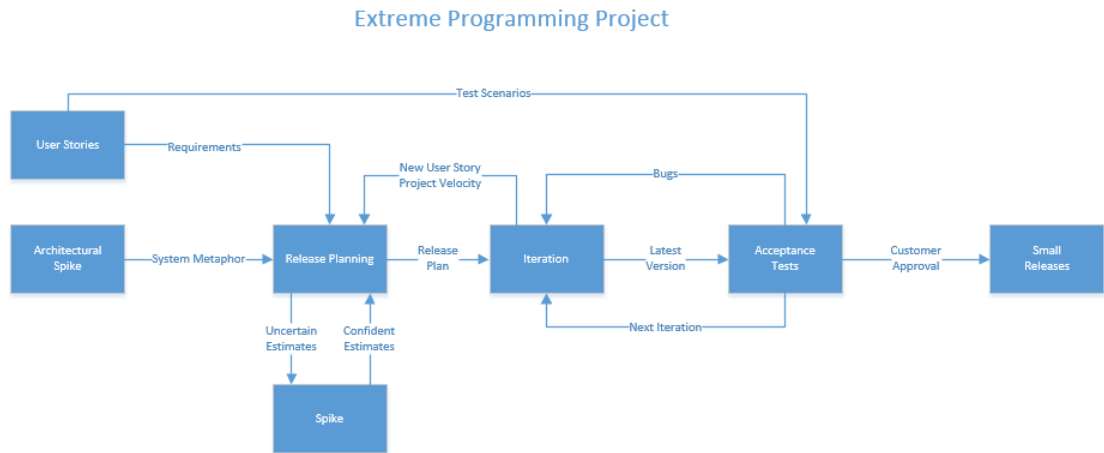 Extreme Programming Project
Test Scenarios
User Stories
Requirements
New User Story
Project Velocity
Bugs
Architectural
Spike
System Metaphor
Release Planning
Release
Plan
Iteration
Latest
Version
Acceptance
Tests
Customer
Approval
Small
Releases
Next Iteration
Uncertain
Estimates
Confident
Estimates
Spike